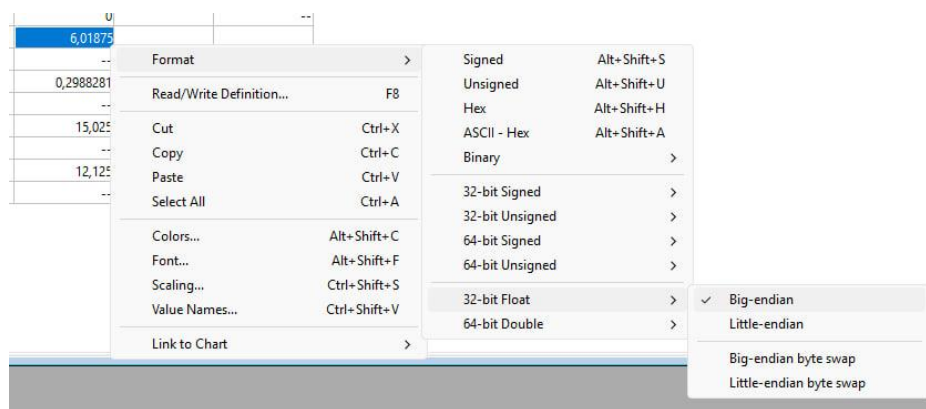 0 --
6,01875
--
0,2988281
--
15,025
--
12,125
--
Format >
Read/Write Definition... F8
Cut Ctrl+X
Copy Ctrl+C
Paste Ctrl+V
Select All Ctrl+A
Colors... Alt+Shift+C
Font... Alt+Shift+F
Scaling... Ctrl+Shift+S
Value Names... Ctrl+Shift+V
Link to Chart >
Signed Alt+Shift+S
Unsigned Alt+Shift+U
Hex Alt+Shift+H
ASCII - Hex Alt+Shift+A
Binary >
32-bit Signed >
32-bit Unsigned >
64-bit Signed >
64-bit Unsigned >
32-bit Float >
64-bit Double >
✓ Big-endian
Little-endian
Big-endian byte swap
Little-endian byte swap